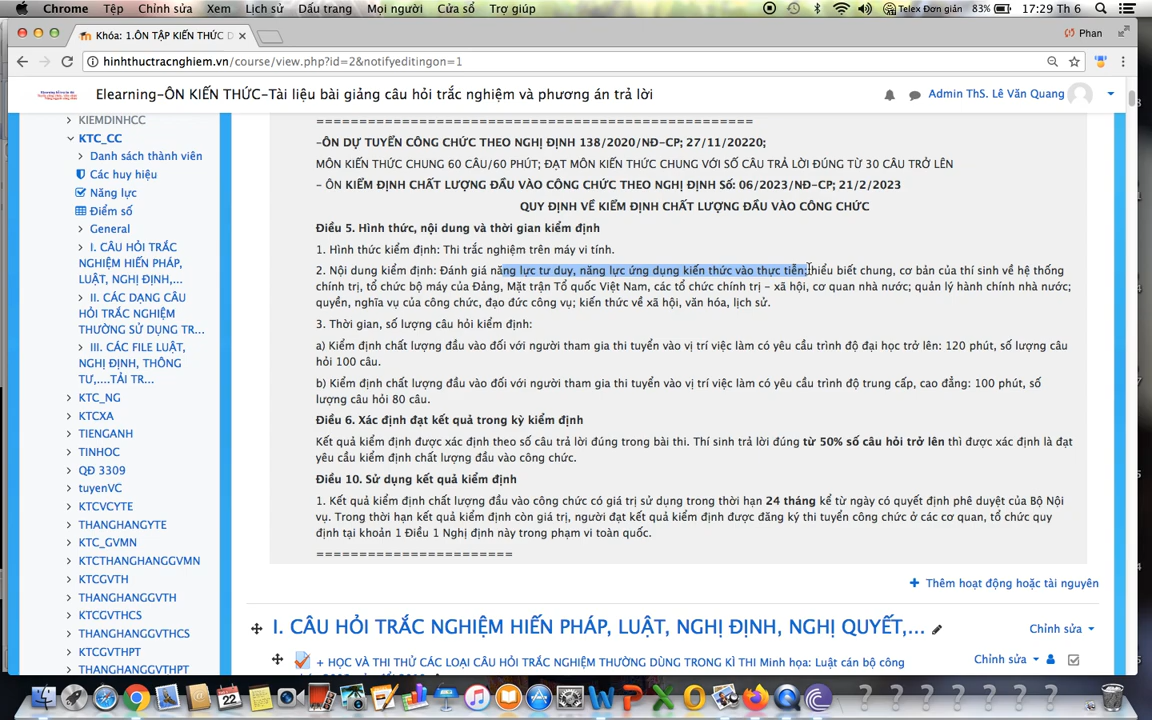 Chrome Tệp Chỉnh sửa Xem Lịch sử Dấu trang Mọi người Cửa sổ Trợ giúp Telex Đơn giản 83% 17:29 Th 6
Khóa: 1.ÔN TẬP KIẾN THỨC Phan
hinhthuctracnghiem.vn/course/view.php?id=2&notifyeditingon=1
Elearning-ÔN KIẾN THỨC-Tài liệu bài giảng câu hỏi trắc nghiệm và phương án trả lời Admin ThS. Lê Văn Quang
KIEMDINHCC
KTC_CC
Danh sách thành viên
Các huy hiệu
Năng lực
Điểm số
General
I. CÂU HỎI TRẮC
NGHIỆM HIẾN PHÁP,
LUẬT, NGHỊ ĐỊNH,...
II. CÁC DẠNG CÂU
HỎI TRẮC NGHIỆM
THƯỜNG SỬ DỤNG TR...
III. CÁC FILE LUẬT,
NGHỊ ĐỊNH, THÔNG
TƯ,....TẢI TR...
KTC_NG
KTCXA
TIENGANH
TINHOC
QĐ 3309
tuyenVC
KTCVCYTE
THANGHANGYTE
KTC_GVMN
KTCTHANGHANGGVMN
KTCGVTH
THANGHANGGVTH
KTCGVTHCS
THANGHANGGVTHCS
KTCGVTHPT
THANGHANGGVTHPT
==========================================================
-ÔN DỰ TUYỂN CÔNG CHỨC THEO NGHỊ ĐỊNH 138/2020/NĐ-CP; 27/11/20220;
MÔN KIẾN THỨC CHUNG 60 CÂU/60 PHÚT; ĐẠT MÔN KIẾN THỨC CHUNG VỚI SỐ CÂU TRẢ LỜI ĐÚNG TỪ 30 CÂU TRỞ LÊN
- ÔN KIỂM ĐỊNH CHẤT LƯỢNG ĐẦU VÀO CÔNG CHỨC THEO NGHỊ ĐỊNH Số: 06/2023/NĐ-CP; 21/2/2023
QUY ĐỊNH VỀ KIỂM ĐỊNH CHẤT LƯỢNG ĐẦU VÀO CÔNG CHỨC
Điều 5. Hình thức, nội dung và thời gian kiểm định
1. Hình thức kiểm định: Thi trắc nghiệm trên máy vi tính.
2. Nội dung kiểm định: Đánh giá năng lực tư duy, năng lực ứng dụng kiến thức vào thực tiễn; hiểu biết chung, cơ bản của thí sinh về hệ thống
chính trị, tổ chức bộ máy của Đảng, Mặt trận Tổ quốc Việt Nam, các tổ chức chính trị - xã hội, cơ quan nhà nước; quản lý hành chính nhà nước;
quyền, nghĩa vụ của công chức, đạo đức công vụ; kiến thức về xã hội, văn hóa, lịch sử.
3. Thời gian, số lượng câu hỏi kiểm định:
a) Kiểm định chất lượng đầu vào đối với người tham gia thi tuyển vào vị trí việc làm có yêu cầu trình độ đại học trở lên: 120 phút, số lượng câu
hỏi 100 câu.
b) Kiểm định chất lượng đầu vào đối với người tham gia thi tuyển vào vị trí việc làm có yêu cầu trình độ trung cấp, cao đẳng: 100 phút, số
lượng câu hỏi 80 câu.
Điều 6. Xác định đạt kết quả trong kỳ kiểm định
Kết quả kiểm định được xác định theo số câu trả lời đúng trong bài thi. Thí sinh trả lời đúng từ 50% số câu hỏi trở lên thì được xác định là đạt
yêu cầu kiểm định chất lượng đầu vào công chức.
Điều 10. Sử dụng kết quả kiểm định
1. Kết quả kiểm định chất lượng đầu vào công chức có giá trị sử dụng trong thời hạn 24 tháng kể từ ngày có quyết định phê duyệt của Bộ Nội
vụ. Trong thời hạn kết quả kiểm định còn giá trị, người đạt kết quả kiểm định được đăng ký thi tuyển công chức ở các cơ quan, tổ chức quy
định tại khoản 1 Điều 1 Nghị định này trong phạm vi toàn quốc.
==========================
Thêm hoạt động hoặc tài nguyên
I. CÂU HỎI TRẮC NGHIỆM HIẾN PHÁP, LUẬT, NGHỊ ĐỊNH, NGHỊ QUYẾT,... Chỉnh sửa
+ HỌC VÀ THI THỬ CÁC LOẠI CÂU HỎI TRẮC NGHIỆM THƯỜNG DÙNG TRONG KÌ THI Minh họa: Luật cán bộ công Chỉnh sửa
22